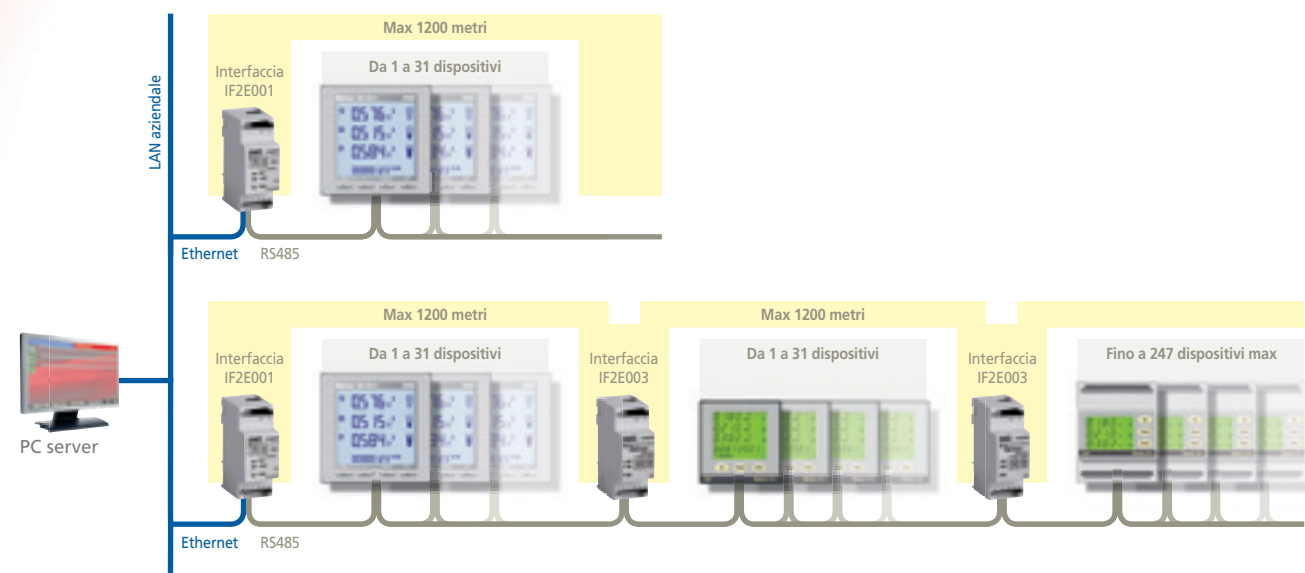 Max 1200 metri
Da 1 a 31 dispositivi
Interfaccia
IF2E001
LAN aziendale
Ethernet RS485
Max 1200 metri
Max 1200 metri
Interfaccia
IF2E001
Da 1 a 31 dispositivi
Interfaccia
IF2E003
Da 1 a 31 dispositivi
Interfaccia
IF2E003
Fino a 247 dispositivi max
PC server
Ethernet RS485